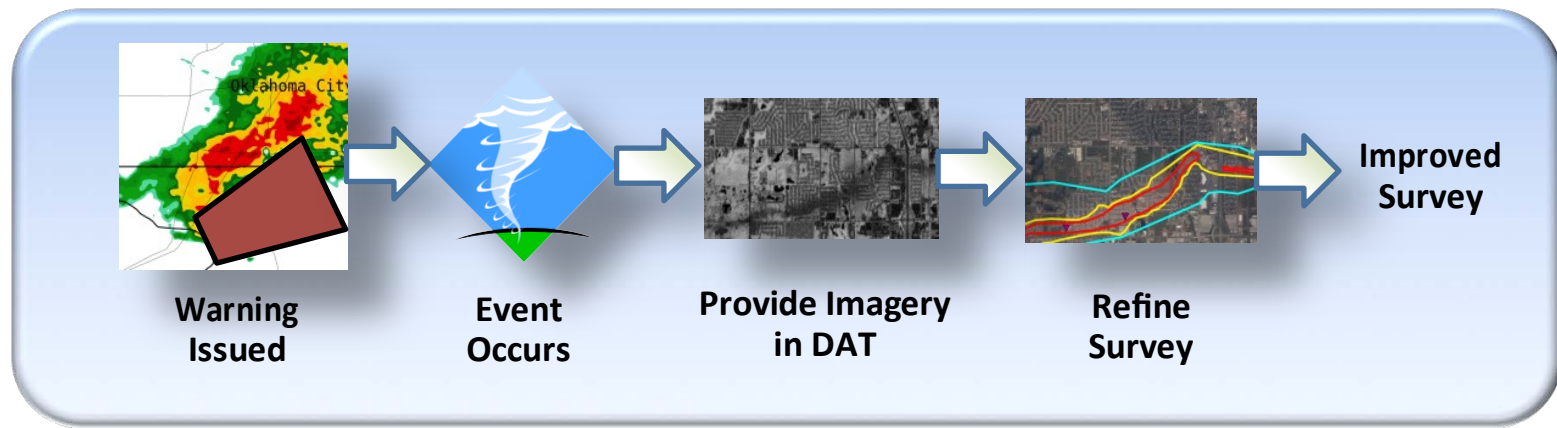 Oklahoma City
Warning
Issued
Event
Occurs
Provide Imagery
in DAT
Refine
Survey
Improved
Survey